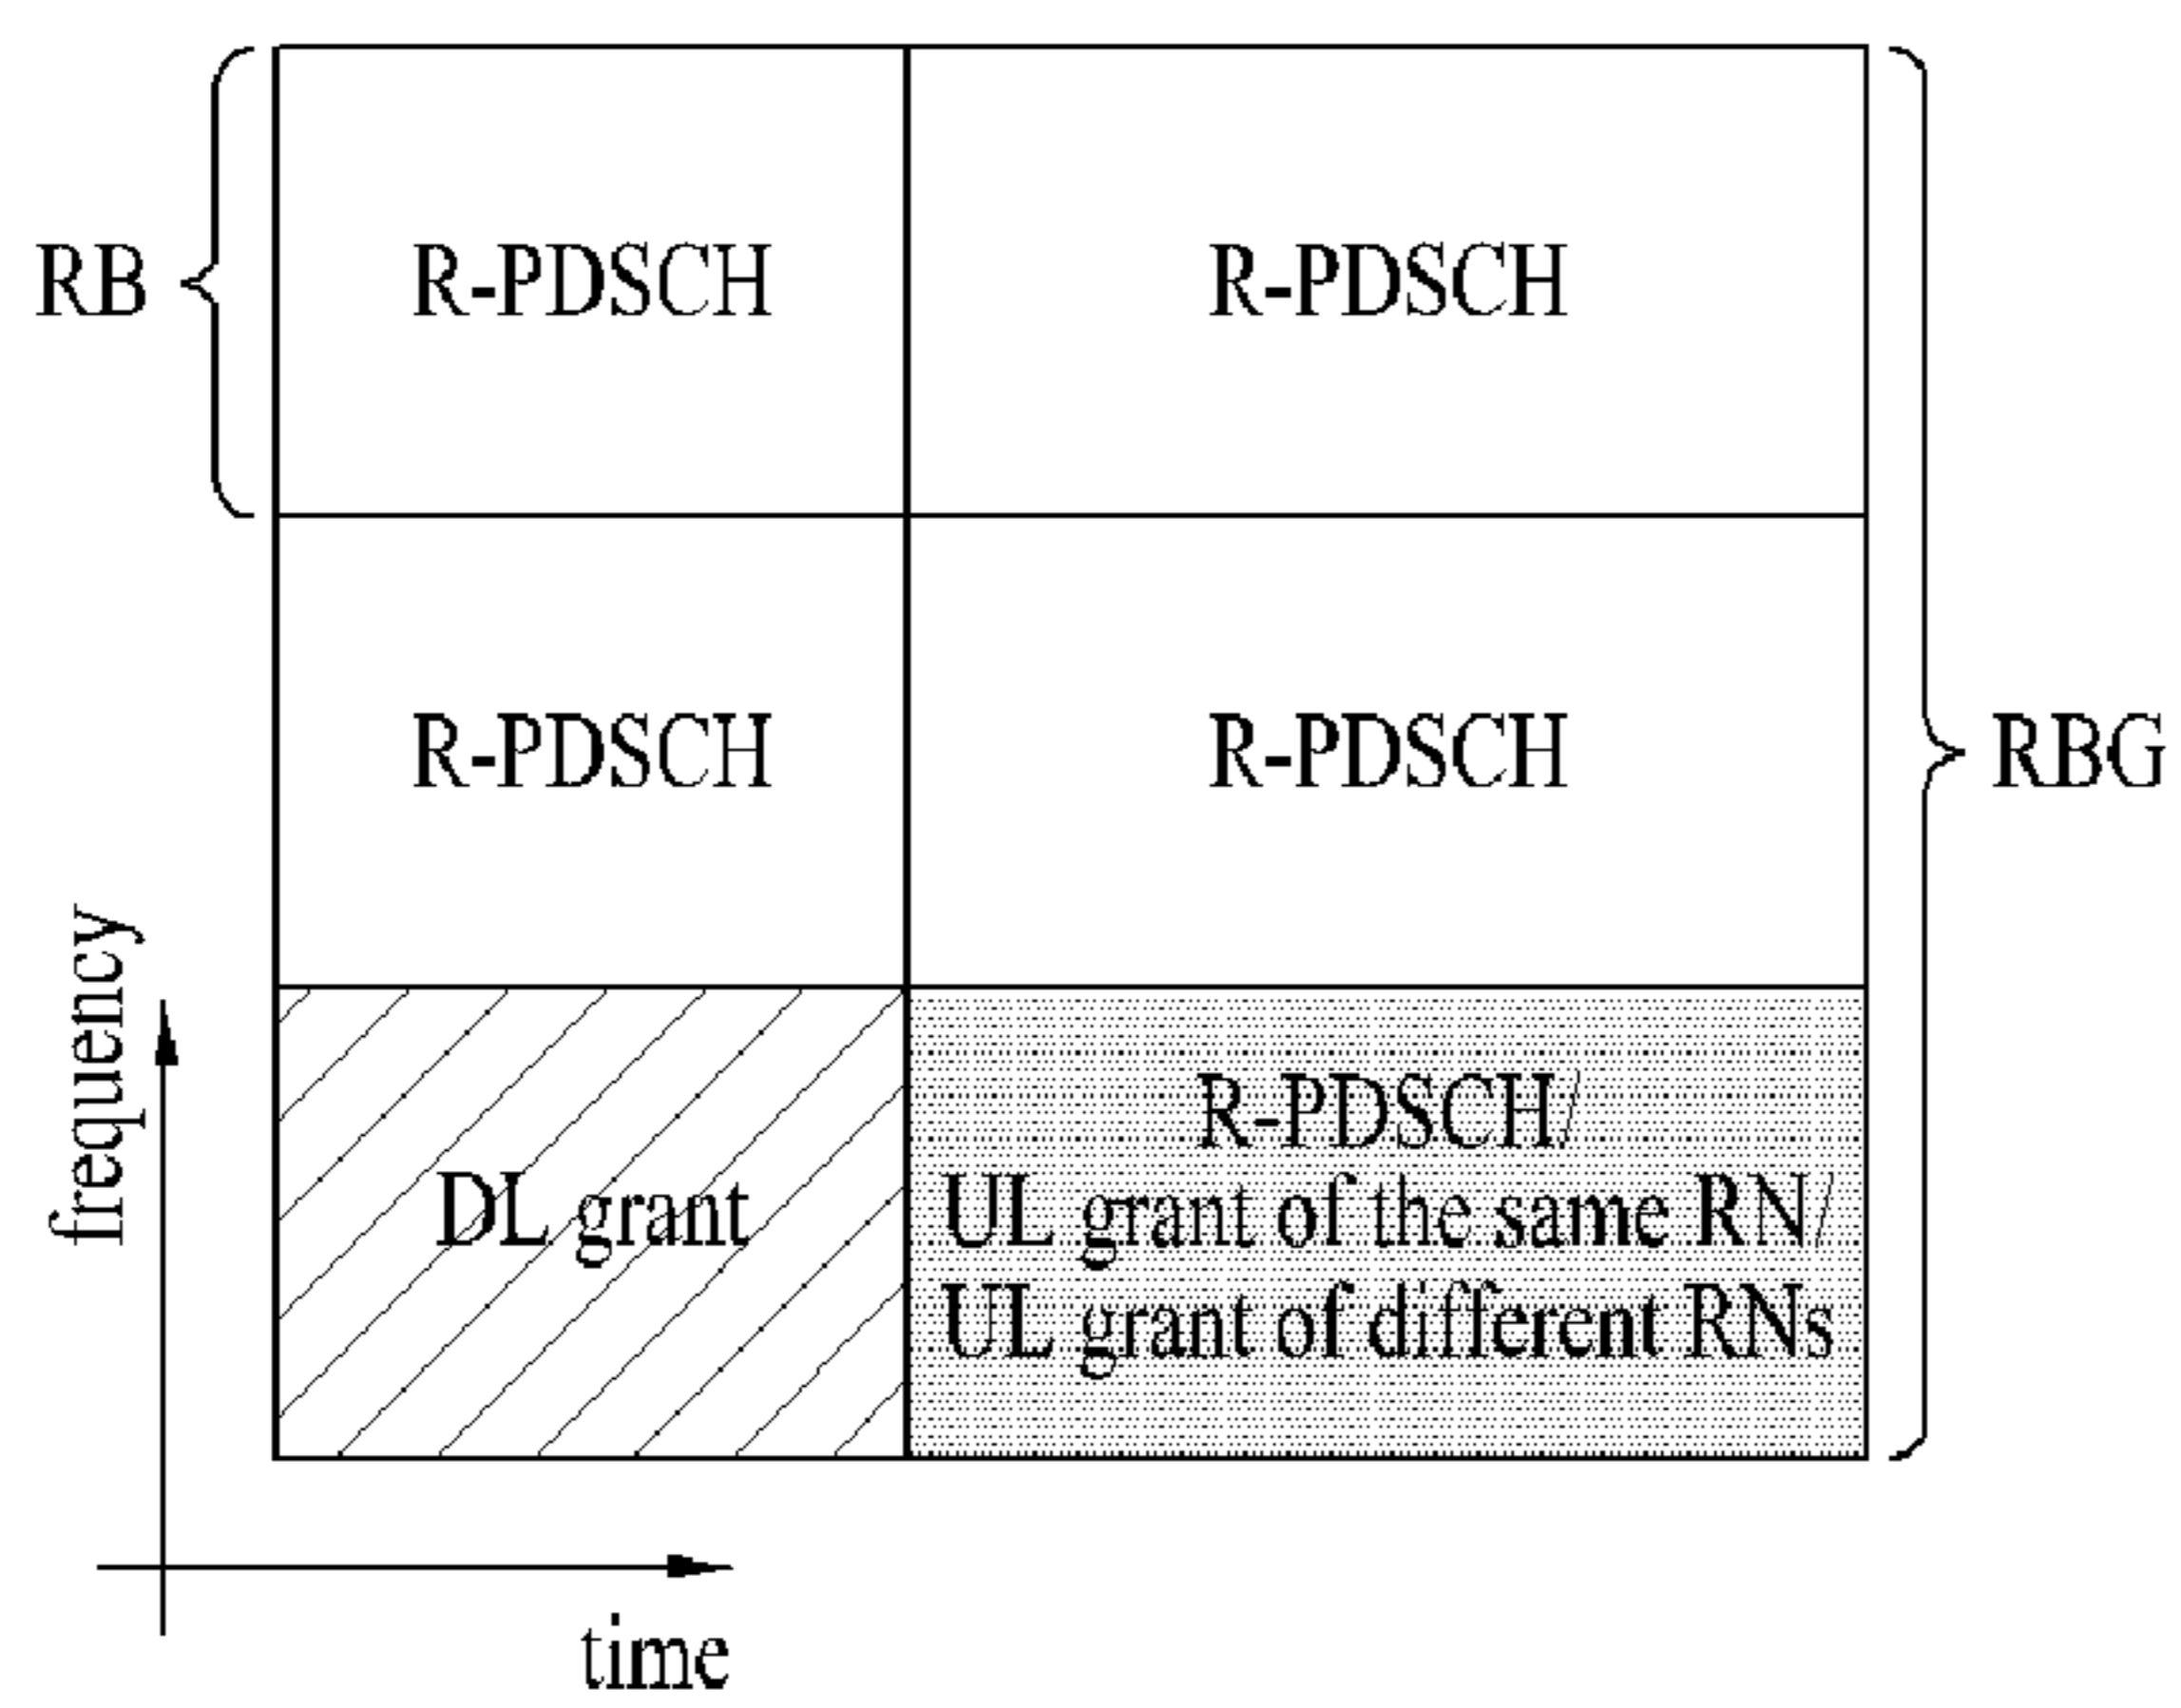 RB
R-PDSCH
R-PDSCH
RBG
R-PDSCH
R-PDSCH
frequency
DL grant
R-PDSCH/
UL grant of the same RN/
UL grant of different RNs
time